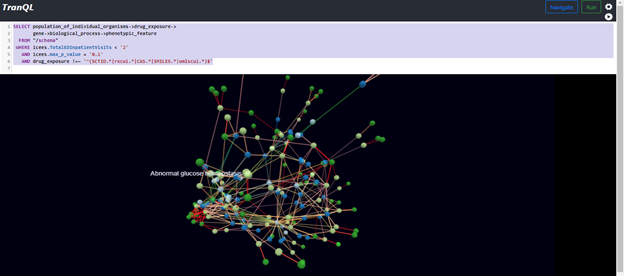 TranQL
Navigate
Run
1 SELECT population_of_individual_organisms->drug_exposure->
2 gene->biological_process->phenotypic_feature
3 FROM "/schema"
4 WHERE icees.TotalEDInpatientVisits < '2'
5 AND icees.max_p_value = '0.1'
6 AND drug_exposure !=~ '^(SCTID.*|rxcui.*|CAS.*|SMILES.*|umlscui.*)$'
7
Abnormal glucose homeostasis